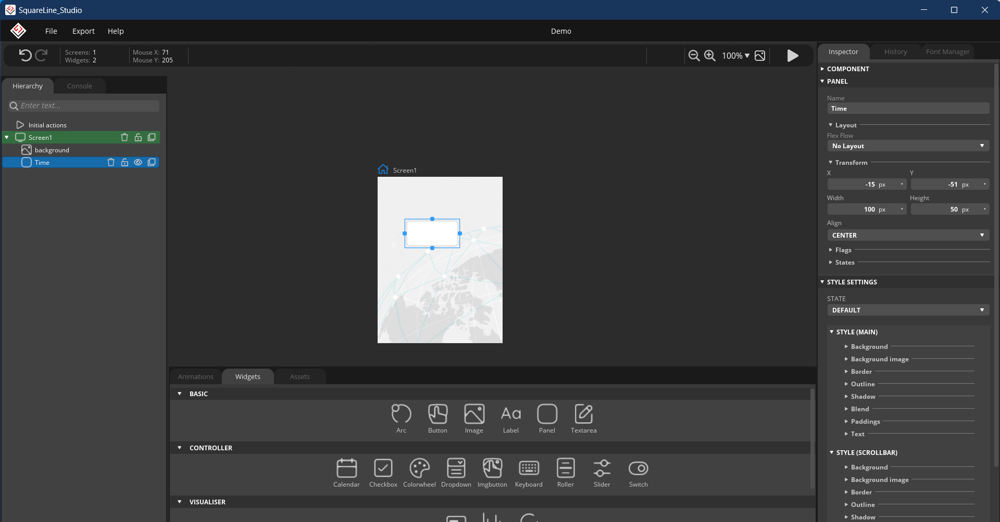 SquareLine_Studio
File Export Help Demo
Screens: 1
Widgets: 2
Mouse X: 71
Mouse Y: 205
100%
Inspector History Font Manager
Hierarchy Console
Enter text...
Initial actions
Screen1
background
Time
Screen1
COMPONENT
PANEL
Name
Time
Layout
Flex Flow
No Layout
Transform
X Y
-15 px -51 px
Width Height
100 px 50 px
Align
CENTER
Flags
States
STYLE SETTINGS
STATE
DEFAULT
STYLE (MAIN)
Background
Background image
Border
Outline
Shadow
Blend
Paddings
Text
STYLE (SCROLLBAR)
Background
Background image
Border
Outline
Shadow
Animations Widgets Assets
BASIC
Arc Button Image Label Panel Textarea
Aa
CONTROLLER
Calendar Checkbox Colorwheel Dropdown Imgbutton Keyboard Roller Slider Switch
VISUALISER